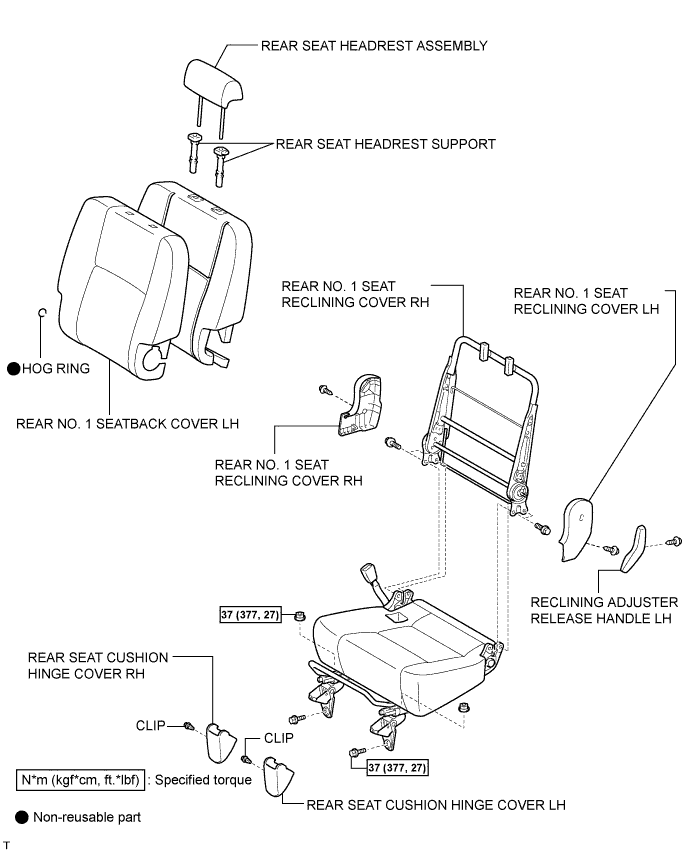 REAR SEAT HEADREST ASSEMBLY
REAR SEAT HEADREST SUPPORT
REAR NO. 1 SEAT
RECLINING COVER RH
REAR NO. 1 SEAT
RECLINING COVER LH
HOG RING
REAR NO. 1 SEATBACK COVER LH
REAR NO. 1 SEAT
RECLINING COVER RH
RECLINING ADJUSTER
RELEASE HANDLE LH
37 (377, 27)
REAR SEAT CUSHION
HINGE COVER RH
CLIP
CLIP
37 (377, 27)
N*m (kgf*cm, ft.*lbf) : Specified torque
REAR SEAT CUSHION HINGE COVER LH
Non-reusable part
T